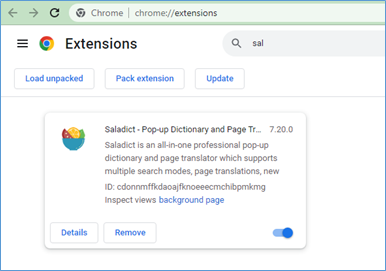 Chrome | chrome://extensions
Extensions
sal
Load unpacked
Pack extension
Update
Saladict - Pop-up Dictionary and Page Tr... 7.20.0
Saladict is an all-in-one professional pop-up
dictionary and page translator which supports
multiple search modes, page translations, new
ID: cdonnmffkdaoajfknoeeecmchibpmkmg
Inspect views background page
Details
Remove